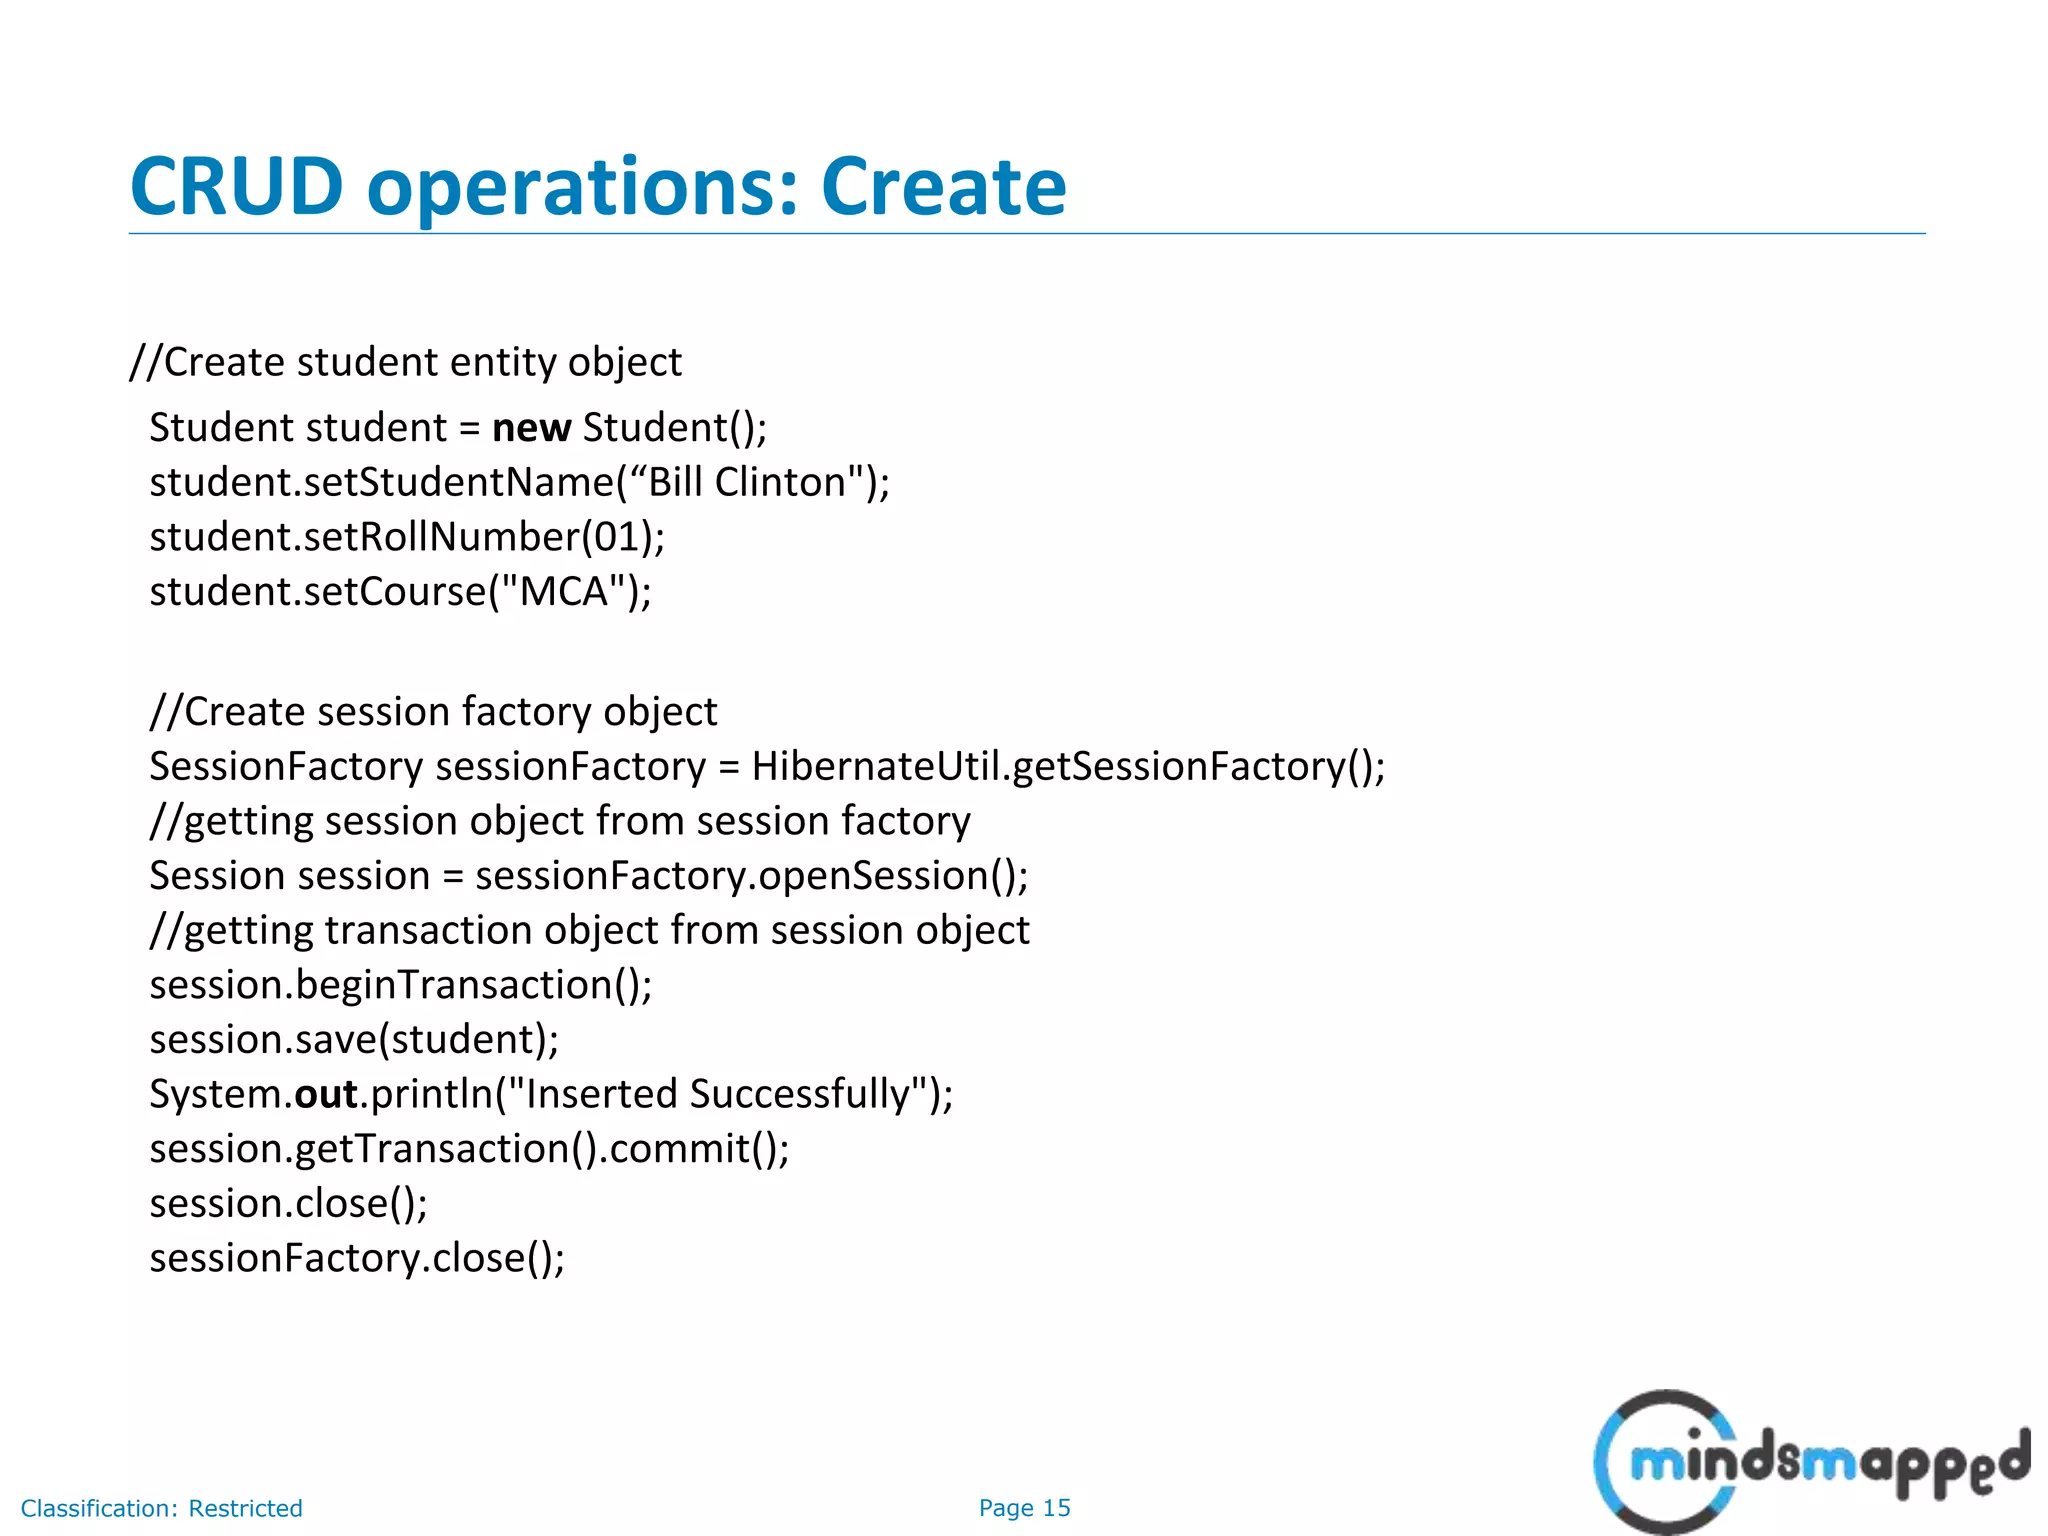 CRUD operations: Create
//Create student entity object
Student student = new Student();
student.setStudentName(“Bill Clinton");
student.setRollNumber(01);
student.setCourse("MCA");
//Create session factory object
SessionFactory sessionFactory = HibernateUtil.getSessionFactory();
//getting session object from session factory
Session session = sessionFactory.openSession();
//getting transaction object from session object
session.beginTransaction();
session.save(student);
System.out.println("Inserted Successfully");
session.getTransaction().commit();
session.close();
sessionFactory.close();
mindsmapped
Classification: Restricted
Page 15